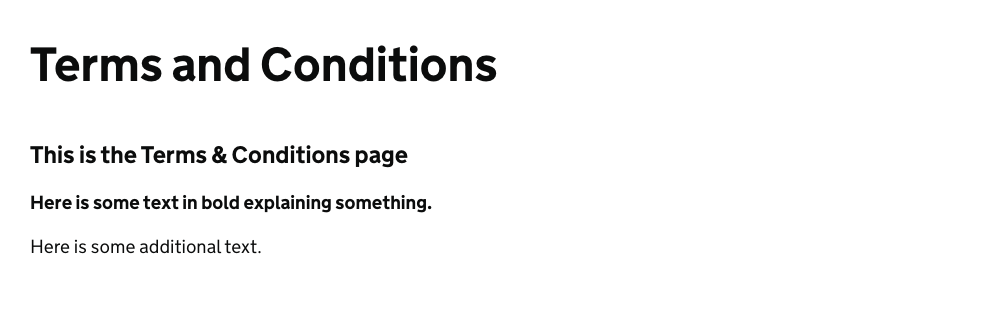 Terms and Conditions
This is the Terms & Conditions page
Here is some text in bold explaining something.
Here is some additional text.